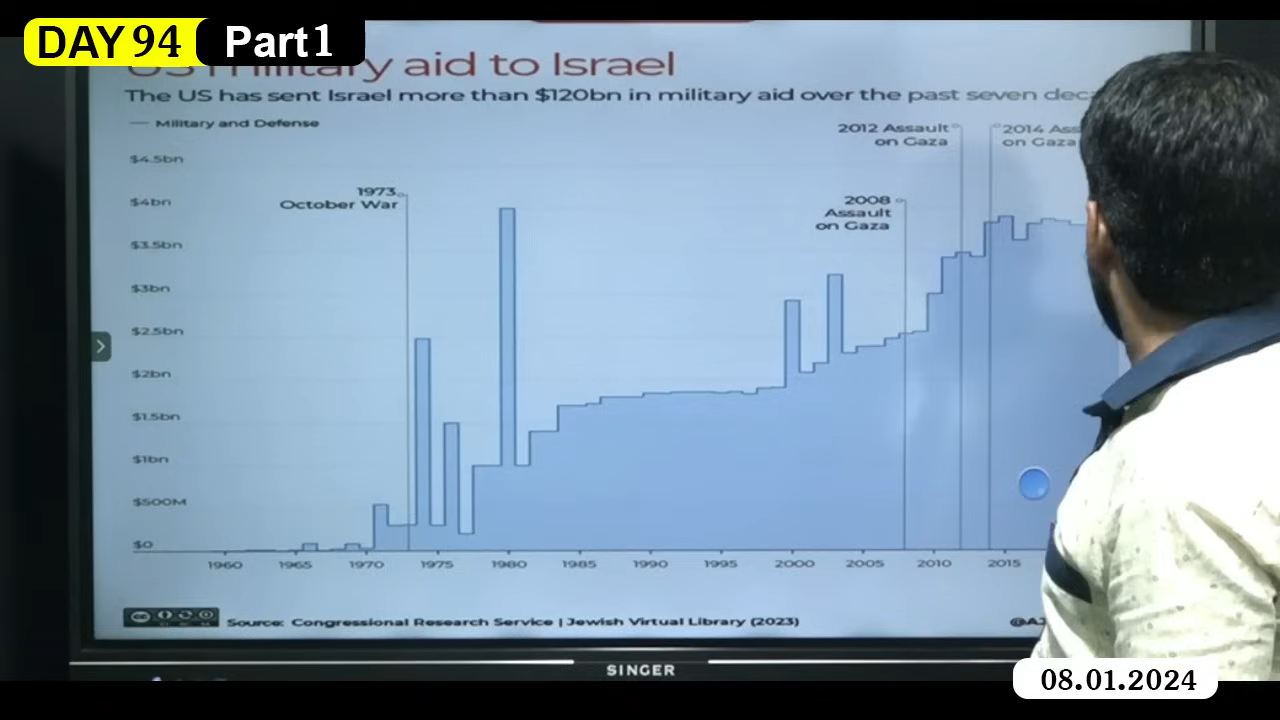 DAY 94 Part 1
military aid to Israel
The US has sent Israel more than $120bn in military aid over the past seven
Military and Defense
$4.5bn
$4bn
$3.5bn
$3bn
$2.5bn
$2bn
$1.5bn
$1bn
$500M
$0
1973
October War
2008
Assault
on Gaza
2012 Assault
on Gaza
2014
on Gaza
1960 1965 1970 1975 1980 1985 1990 1995 2000 2005 2010 2015
Source: Congressional Research Service | Jewish Virtual Library (2023)
SINGER
08.01.2024